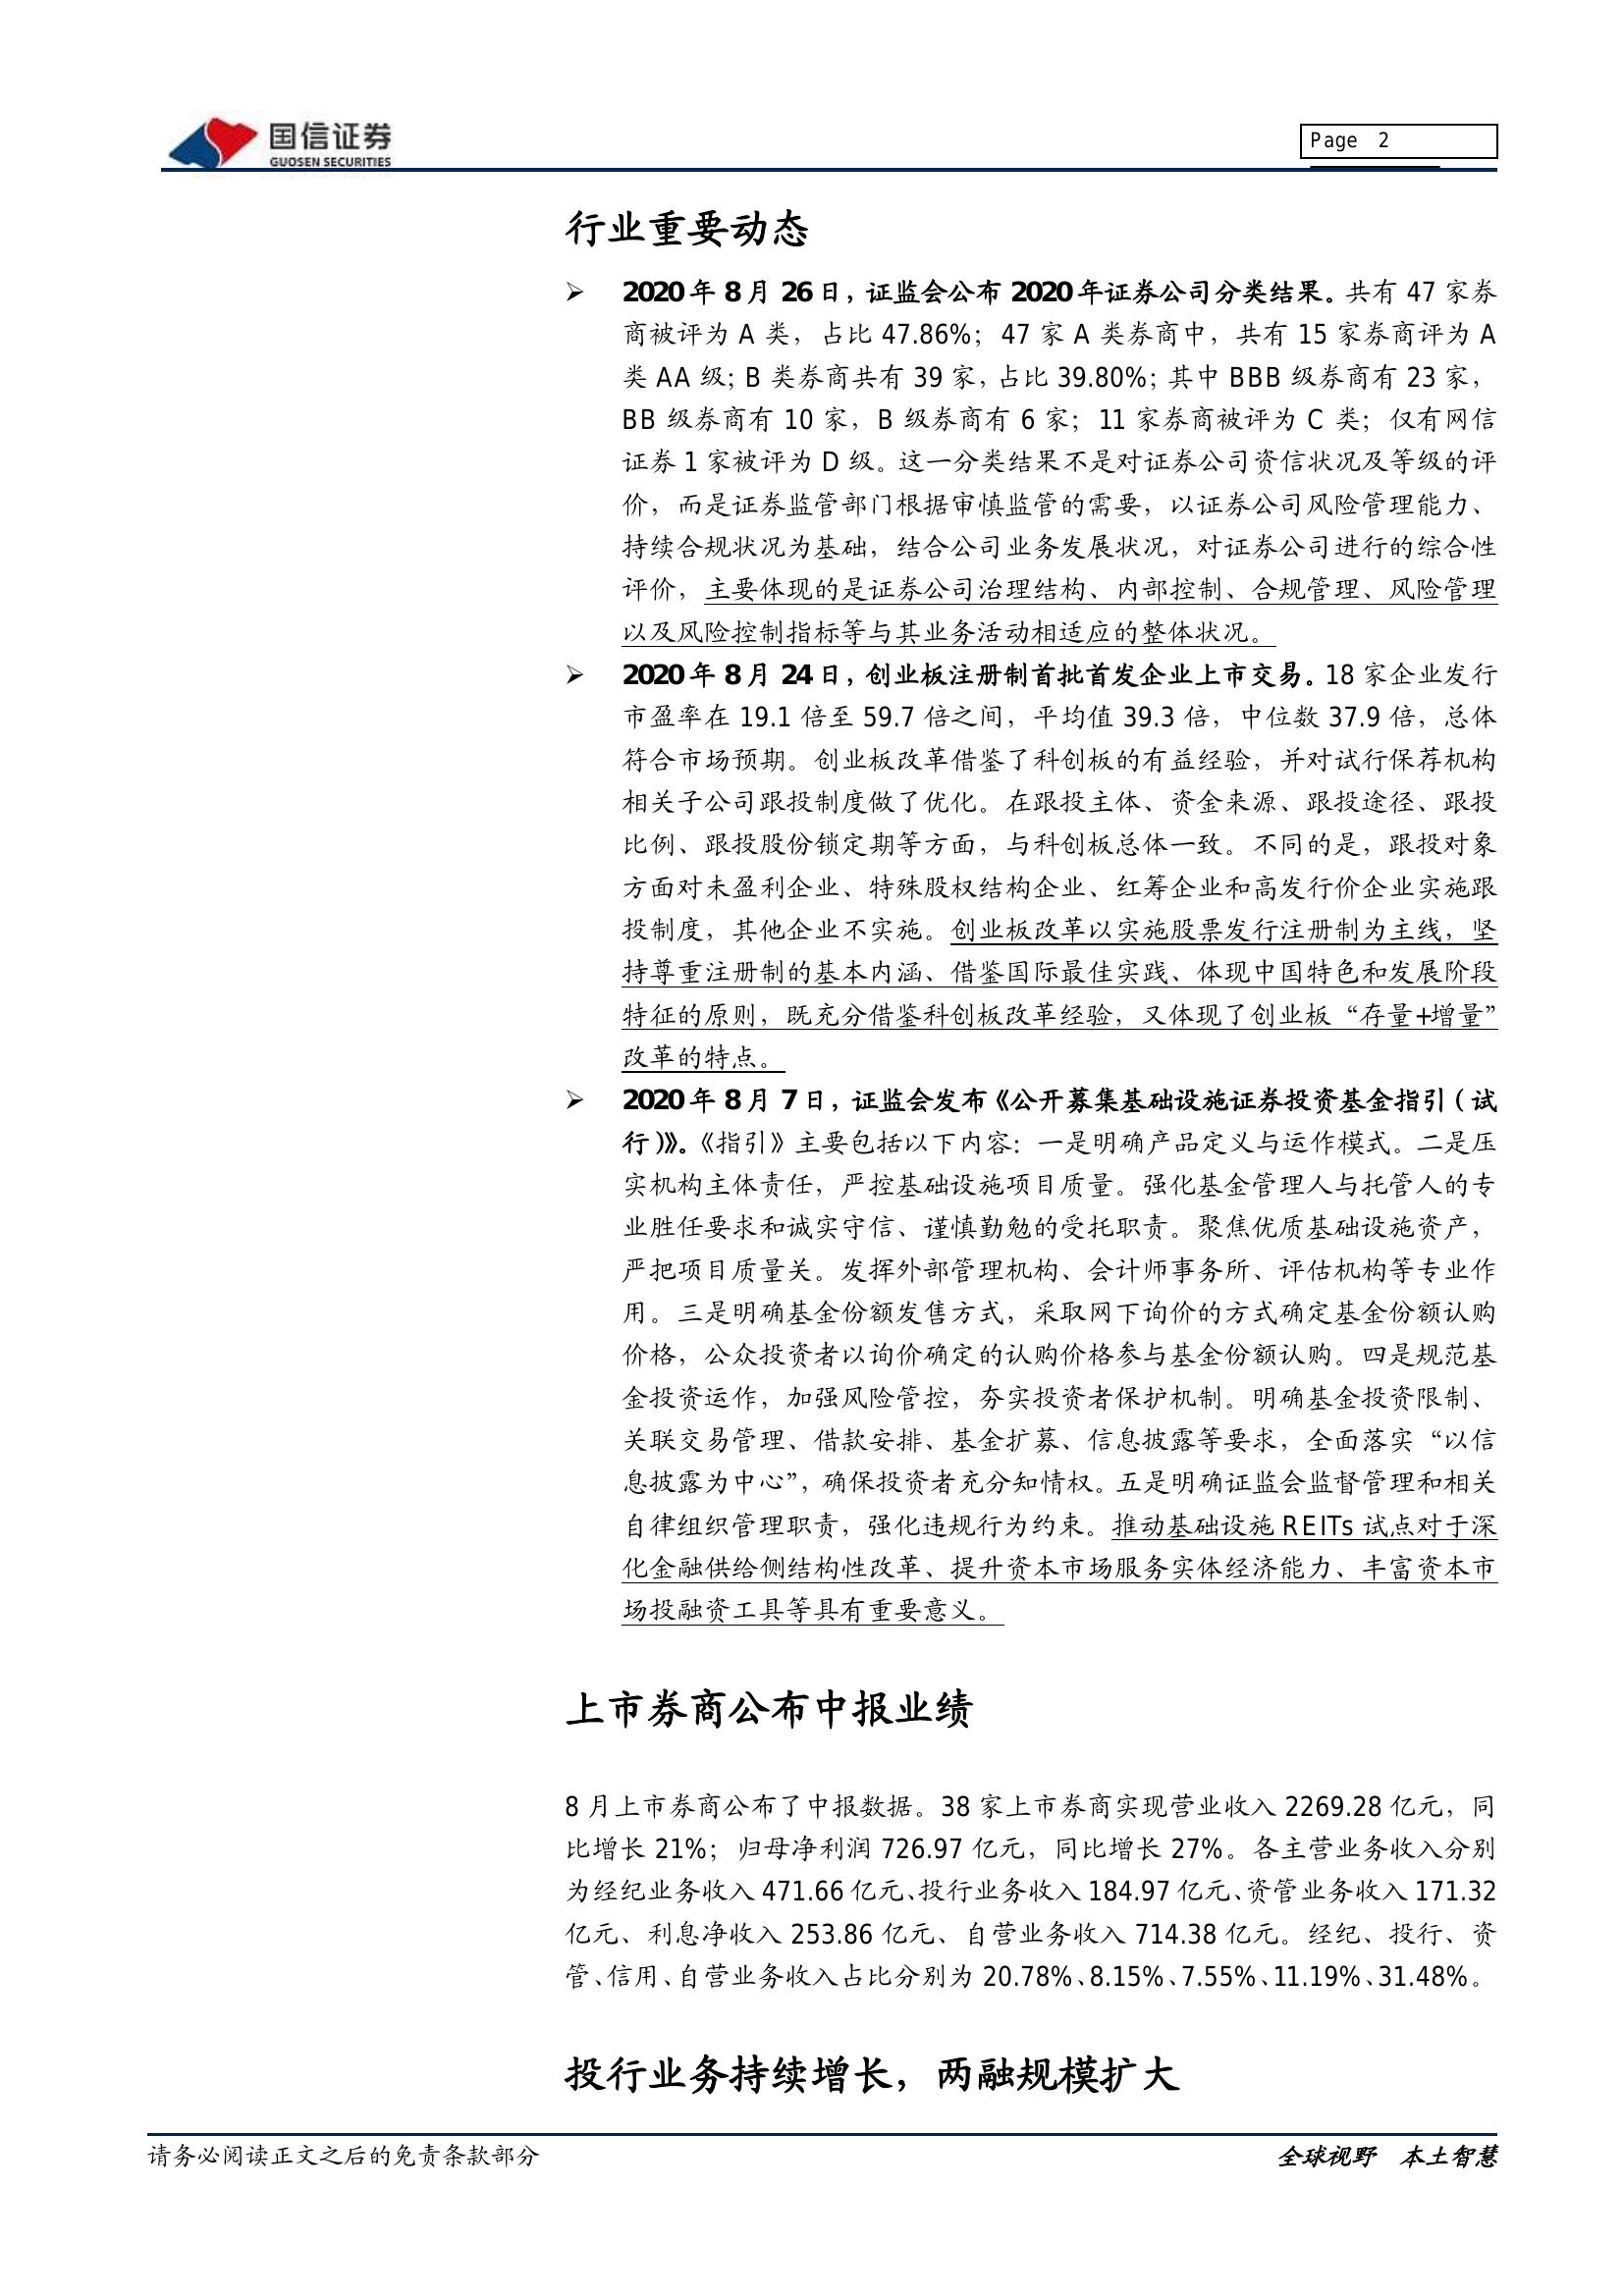 国信证券
GUOSEN SECURITIES
Page 2
行业重要动态
➢ 2020年8月26日，证监会公布2020年证券公司分类结果。共有47家券
商被评为A类，占比47.86%；47家A类券商中，共有15家券商评为A
类AA级；B类券商共有39家，占比39.80%；其中BBB级券商有23家，
BB级券商有10家，B级券商有6家；11家券商被评为C类；仅有网信
证券1家被评为D级。这一分类结果不是对证券公司资信状况及等级的评
价，而是证券监管部门根据审慎监管的需要，以证券公司风险管理能力、
持续合规状况为基础，结合公司业务发展状况，对证券公司进行的综合性
评价，主要体现的是证券公司治理结构、内部控制、合规管理、风险管理
以及风险控制指标等与其业务活动相适应的整体状况。
➢ 2020年8月24日，创业板注册制首批首发企业上市交易。18家企业发行
市盈率在19.1倍至59.7倍之间，平均值39.3倍，中位数37.9倍，总体
符合市场预期。创业板改革借鉴了科创板的有益经验，并对试行保荐机构
相关子公司跟投制度做了优化。在跟投主体、资金来源、跟投途径、跟投
比例、跟投股份锁定期等方面，与科创板总体一致。不同的是，跟投对象
方面对未盈利企业、特殊股权结构企业、红筹企业和高发行价企业实施跟
投制度，其他企业不实施。创业板改革以实施股票发行注册制为主线，坚
持尊重注册制的基本内涵、借鉴国际最佳实践、体现中国特色和发展阶段
特征的原则，既充分借鉴科创板改革经验，又体现了创业板“存量+增量”
改革的特点。
➢ 2020年8月7日，证监会发布《公开募集基础设施证券投资基金指引（试
行）》。《指引》主要包括以下内容：一是明确产品定义与运作模式。二是压
实机构主体责任，严控基础设施项目质量。强化基金管理人与托管人的专
业胜任要求和诚实守信、谨慎勤勉的受托职责。聚焦优质基础设施资产，
严把项目质量关。发挥外部管理机构、会计师事务所、评估机构等专业作
用。三是明确基金份额发售方式，采取网下询价的方式确定基金份额认购
价格，公众投资者以询价确定的认购价格参与基金份额认购。四是规范基
金投资运作，加强风险管控，夯实投资者保护机制。明确基金投资限制、
关联交易管理、借款安排、基金扩募、信息披露等要求，全面落实“以信
息披露为中心”，确保投资者充分知情权。五是明确证监会监督管理和相关
自律组织管理职责，强化违规行为约束。推动基础设施REITs试点对于深
化金融供给侧结构性改革、提升资本市场服务实体经济能力、丰富资本市
场投融资工具等具有重要意义。
上市券商公布中报业绩
8月上市券商公布了中报数据。38家上市券商实现营业收入2269.28亿元，同
比增长21%；归母净利润726.97亿元，同比增长27%。各主营业务收入分别
为经纪业务收入471.66亿元、投行业务收入184.97亿元、资管业务收入171.32
亿元、利息净收入253.86亿元、自营业务收入714.38亿元。经纪、投行、资
管、信用、自营业务收入占比分别为20.78%、8.15%、7.55%、11.19%、31.48%。
投行业务持续增长，两融规模扩大
请务必阅读正文之后的免责条款部分
全球视野 本土智慧